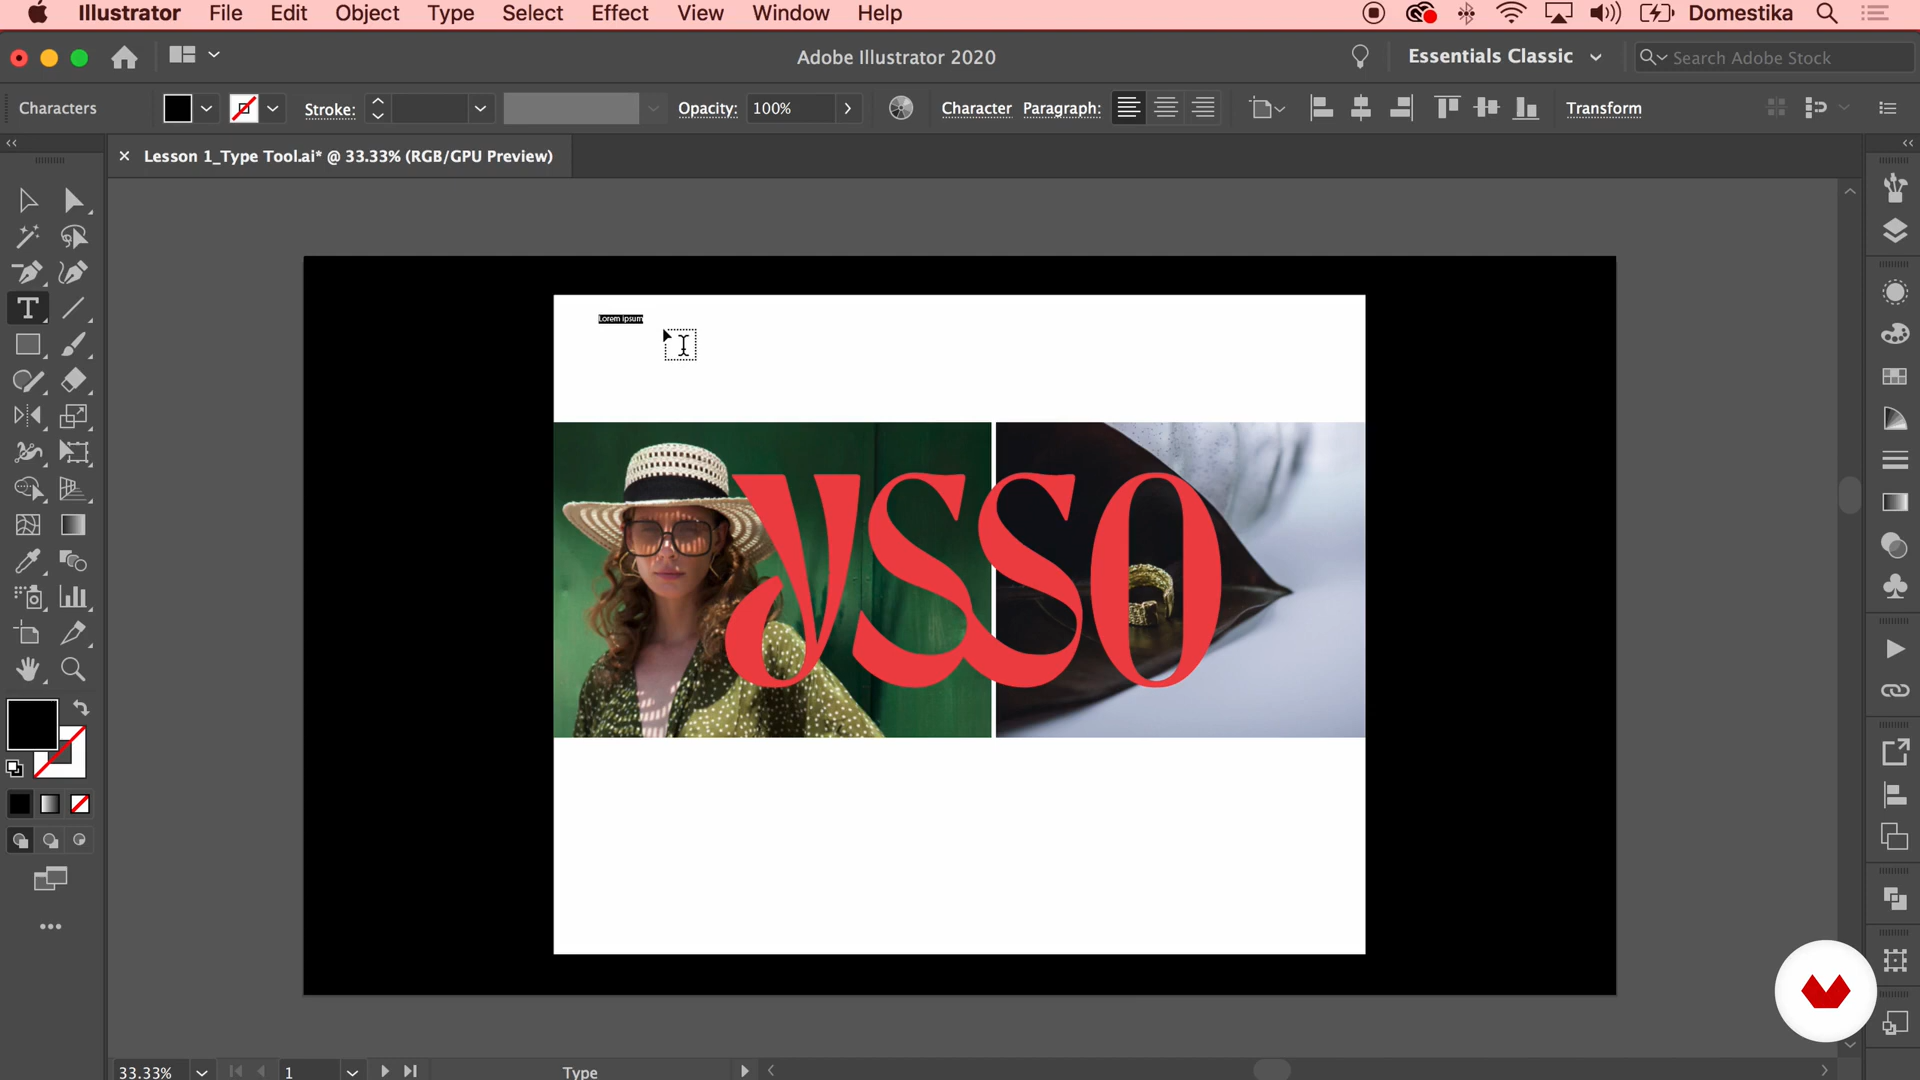 Illustrator File Edit Object Type Select Effect View Window Help Domestika
Adobe Illustrator 2020 Essentials Classic Search Adobe Stock
Characters Stroke: Opacity: 100% Character Paragraph: Transform
Lesson 1_Type Tool.ai* @ 33.33% (RGB/GPU Preview)
Lorem ipsum
YSSO
33.33% 1 Type